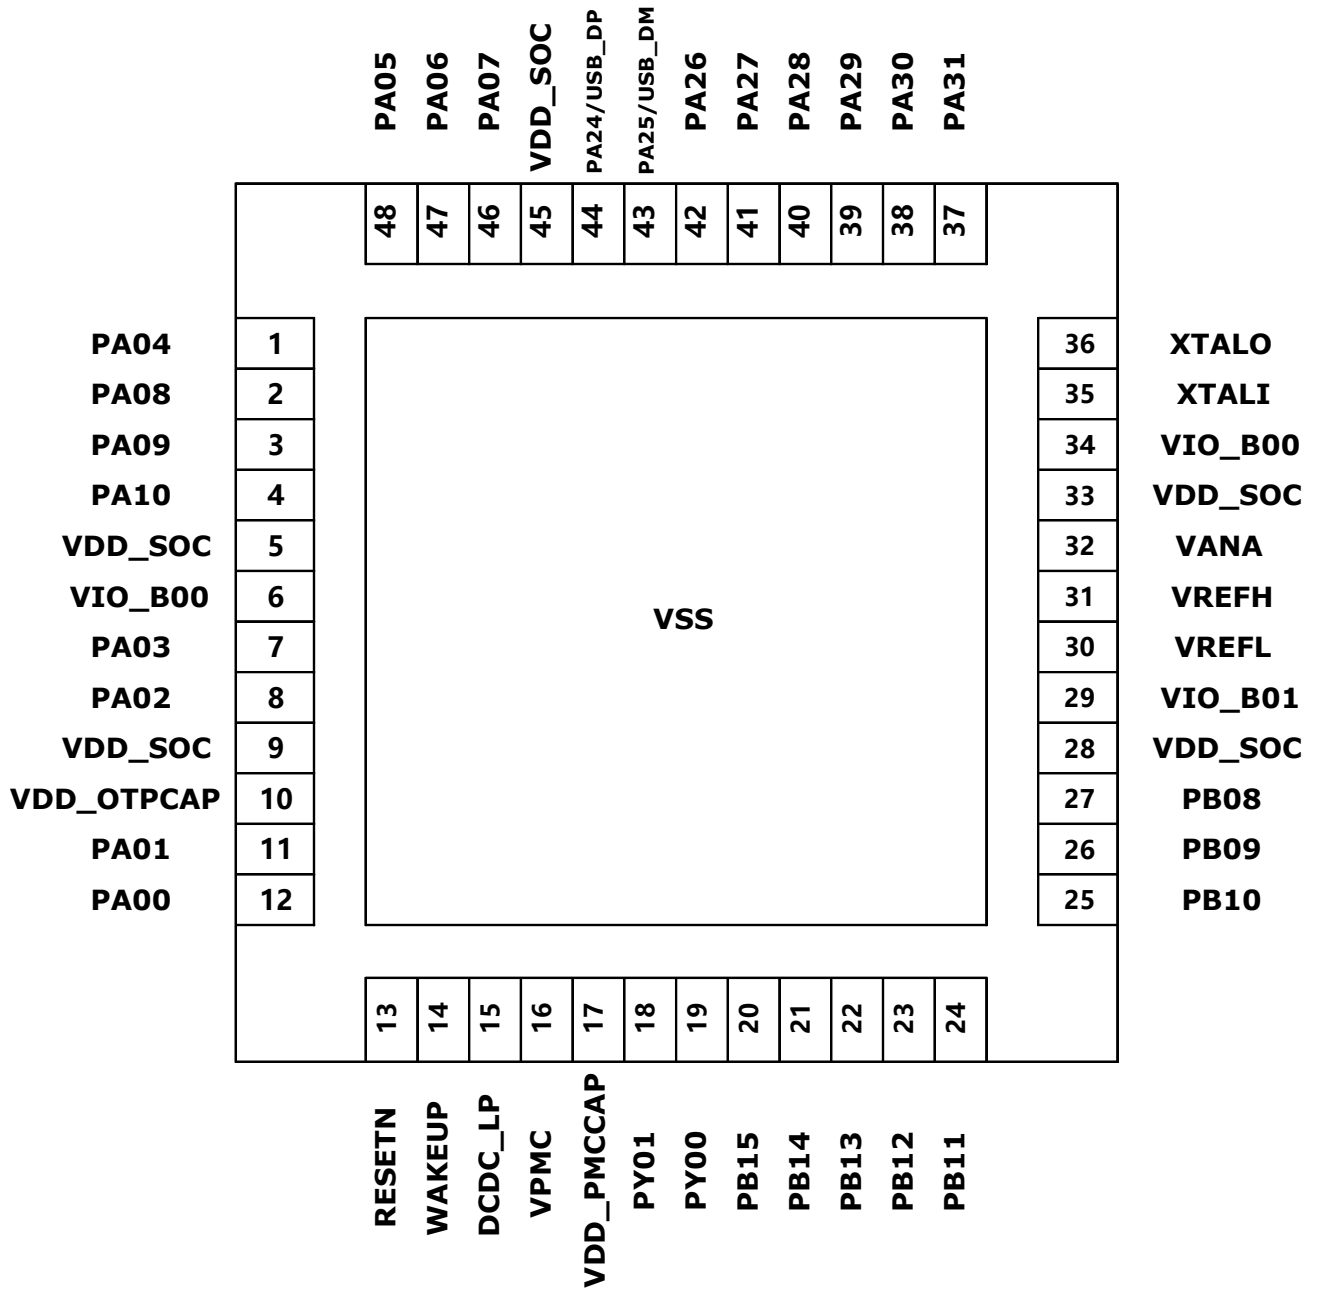 PA05
PA06
PA07
VDD_SOC
PA24/USB_DP
PA25/USB_DM
PA26
PA27
PA28
PA29
PA30
PA31
48
47
46
45
44
43
42
41
40
39
38
37
PA04 1
PA08 2
PA09 3
PA10 4
VDD_SOC 5
VIO_B00 6
PA03 7
PA02 8
VDD_SOC 9
VDD_OTPCAP 10
PA01 11
PA00 12
VSS
36 XTALO
35 XTALI
34 VIO_B00
33 VDD_SOC
32 VANA
31 VREFH
30 VREFL
29 VIO_B01
28 VDD_SOC
27 PB08
26 PB09
25 PB10
13
14
15
16
17
18
19
20
21
22
23
24
RESETN
WAKEUP
DCDC_LP
VPMC
VDD_PMCCAP
PY01
PY00
PB15
PB14
PB13
PB12
PB11